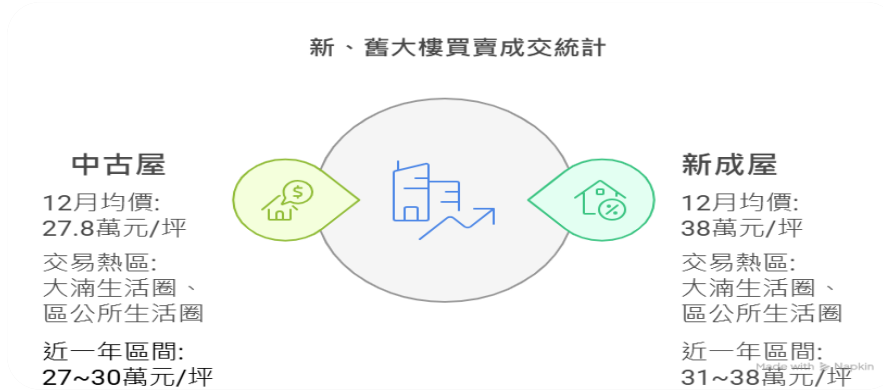 新、舊大樓買賣成交統計
中古屋
12月均價:
27.8萬元/坪
交易熱區:
大湳生活圈、
區公所生活圈
近一年區間:
27~30萬元/坪
$
新成屋
12月均價:
38萬元/坪
交易熱區:
大湳生活圈、
區公所生活圈
近一年區間:
31~38萬元/坪
%
Made with Napkin